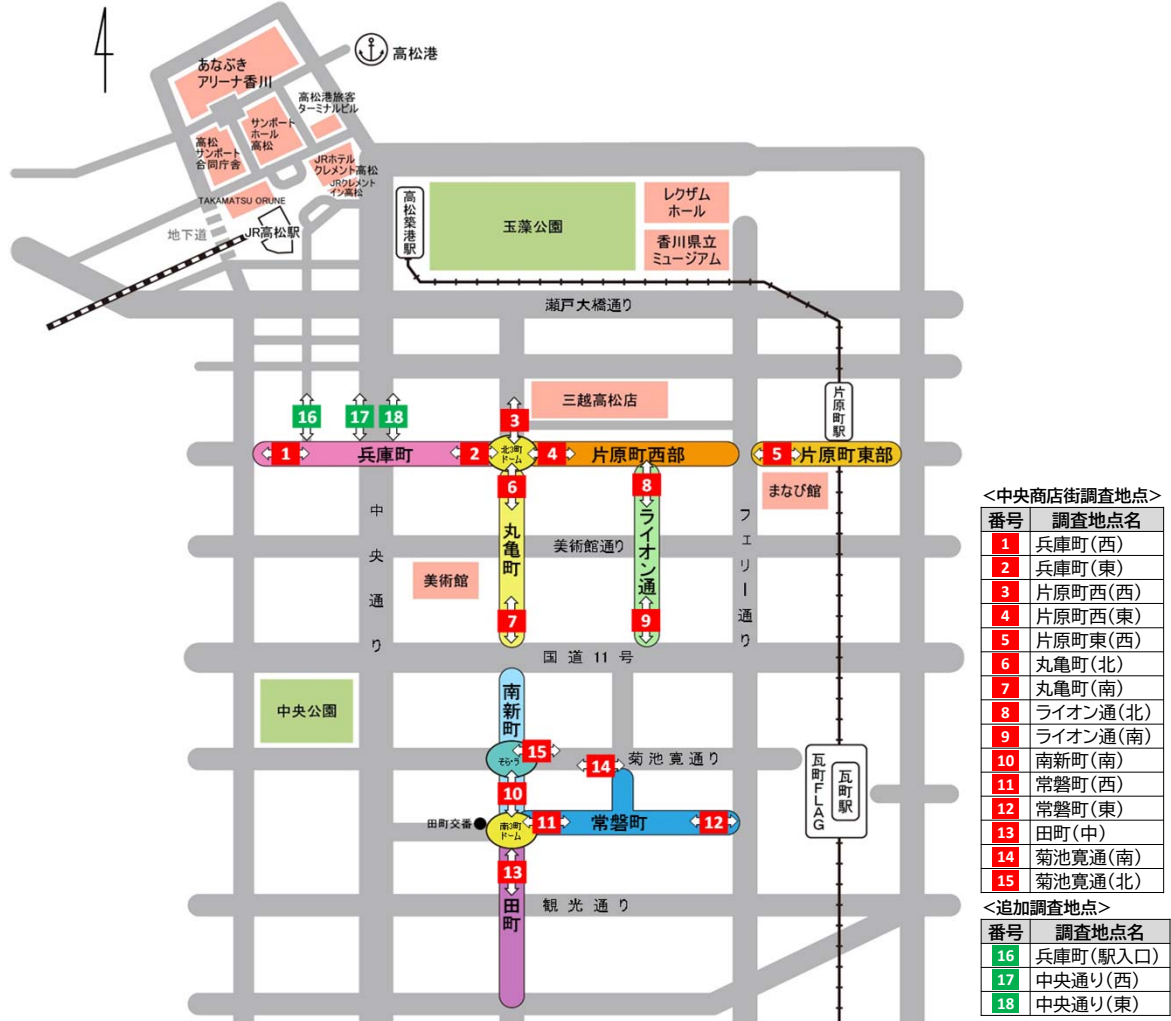 あなぶき
アリーナ香川
高松港
高松港旅客
ターミナルビル
サンポート
ホール
高松
高松
サンポート
合同庁舎
JRホテル
クレメント高松
JRクレメント
イン高松
TAKAMATSU ORUNE
地下道
JR高松駅
高松築港駅
玉藻公園
レクザム
ホール
香川県立
ミュージアム
瀬戸大橋通り
三越高松店
片原町駅
16
17
18
3
1
兵庫町
2
北3町
ドーム
4
片原町西部
5
片原町東部
6
8
まなび館
中央通り
丸亀町
美術館通り
ライオン通
フェリー通り
美術館
7
9
国道11号
南新町
中央公園
そら・う
15
14
菊池寛通り
瓦町FLAG
瓦町駅
10
田町交番
南3町
ドーム
11
常磐町
12
13
田町
観光通り
<中央商店街調査地点>
番号 調査地点名
1 兵庫町(西)
2 兵庫町(東)
3 片原町西(西)
4 片原町西(東)
5 片原町東(西)
6 丸亀町(北)
7 丸亀町(南)
8 ライオン通(北)
9 ライオン通(南)
10 南新町(南)
11 常磐町(西)
12 常磐町(東)
13 田町(中)
14 菊池寛通(南)
15 菊池寛通(北)
<追加調査地点>
番号 調査地点名
16 兵庫町(駅入口)
17 中央通り(西)
18 中央通り(東)